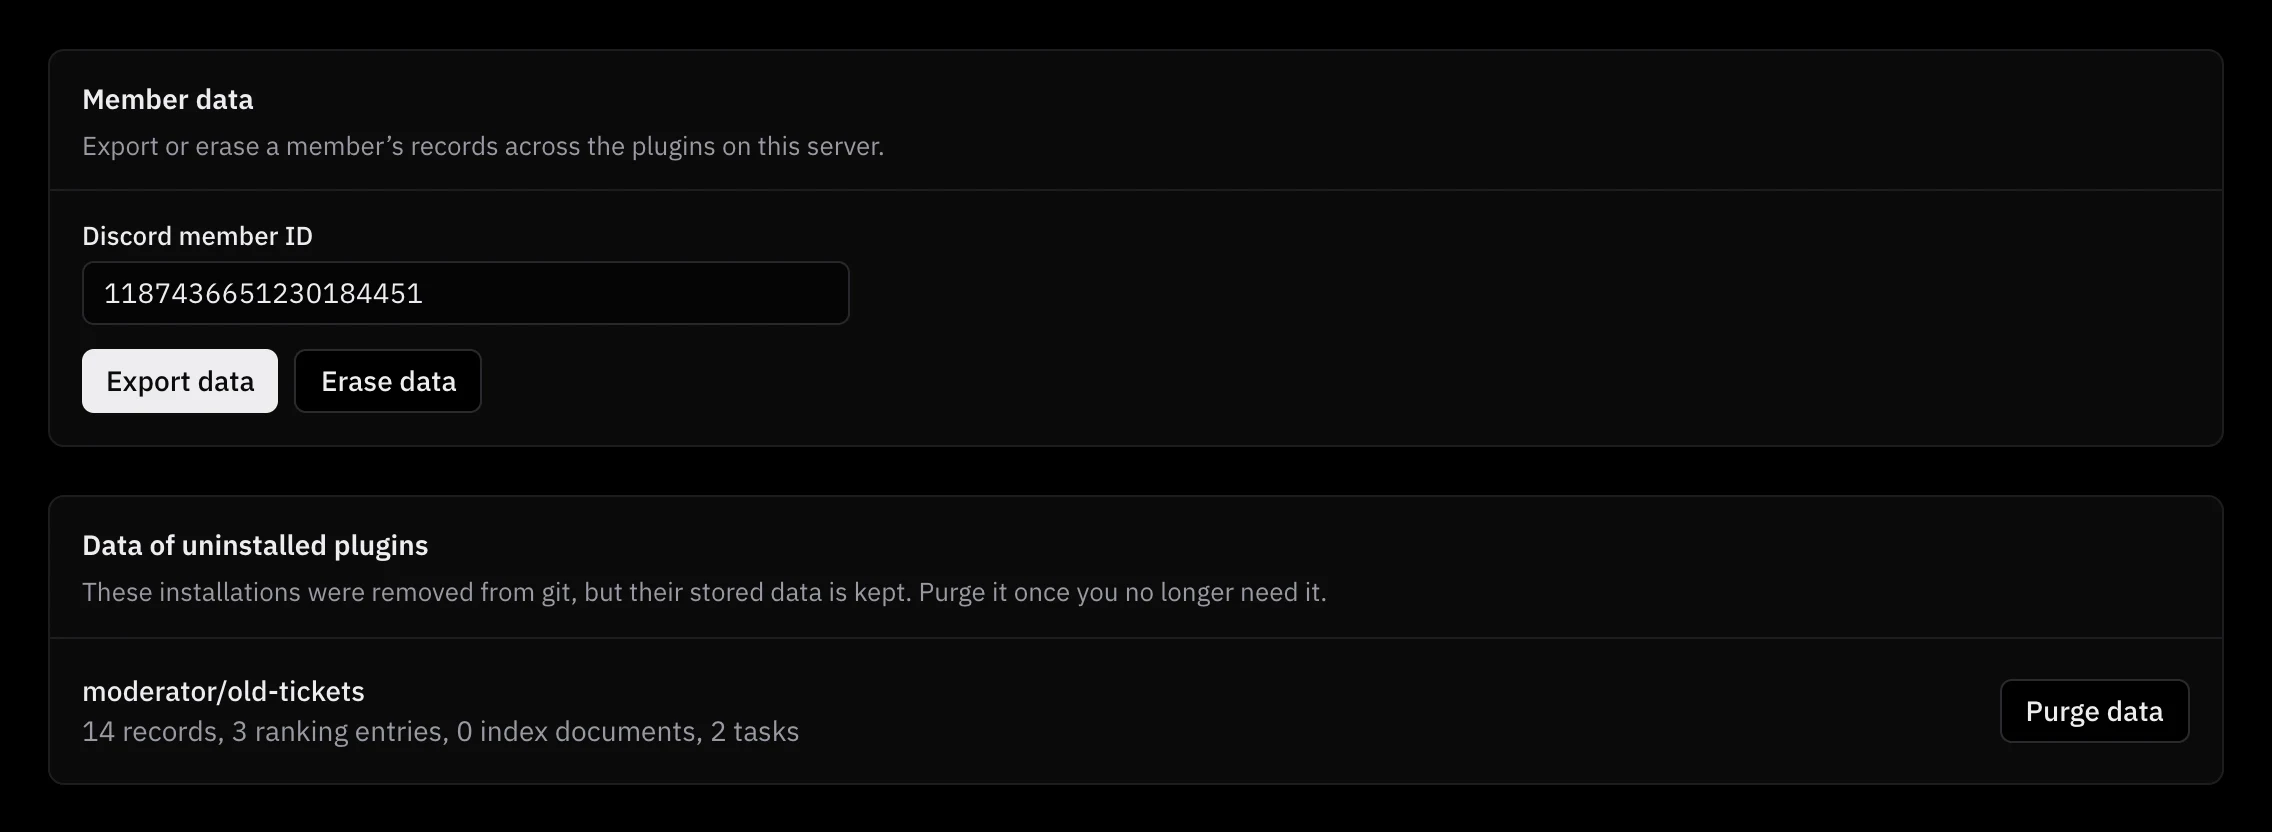 Member data
Export or erase a member’s records across the plugins on this server.
Discord member ID
1187436651230184451
Export data
Erase data
Data of uninstalled plugins
These installations were removed from git, but their stored data is kept. Purge it once you no longer need it.
moderator/old-tickets
14 records, 3 ranking entries, 0 index documents, 2 tasks
Purge data